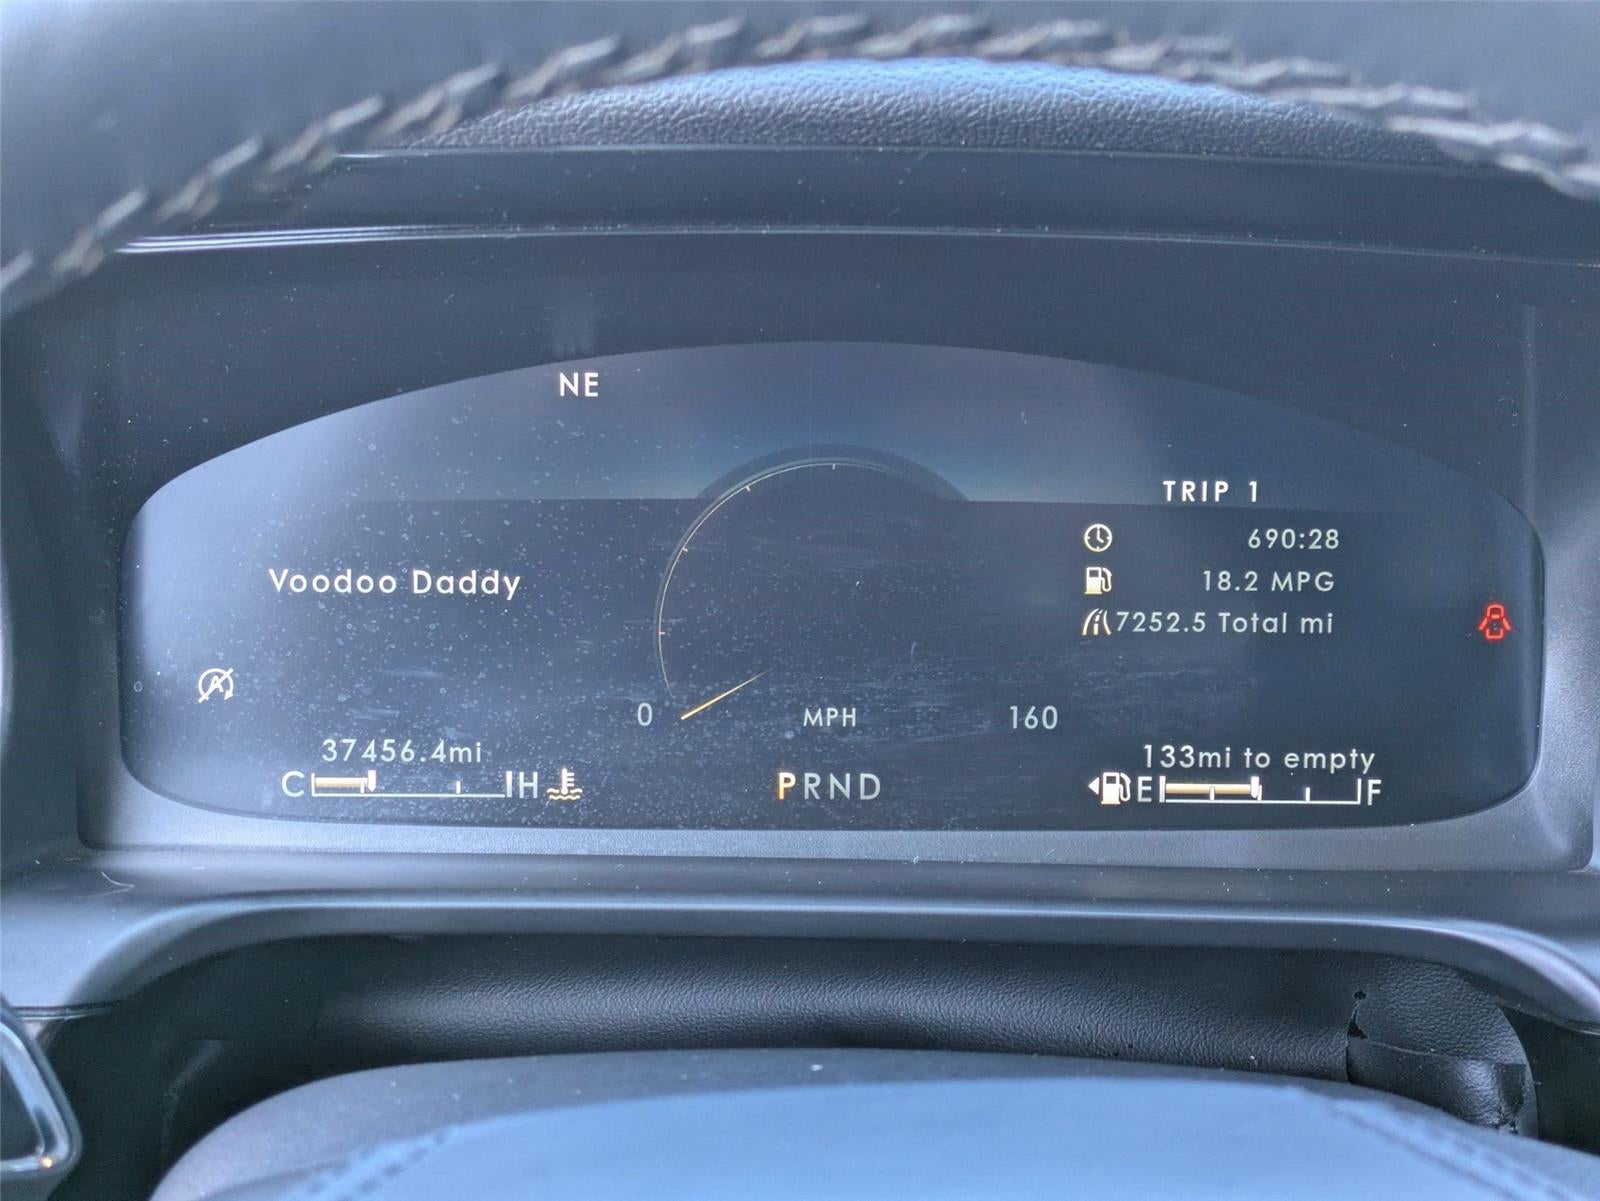 NE
TRIP 1
690:28
18.2 MPG
7252.5 Total mi
Voodoo Daddy
A
0 MPH 160
37456.4mi
C H
PRND
133mi to empty
E F